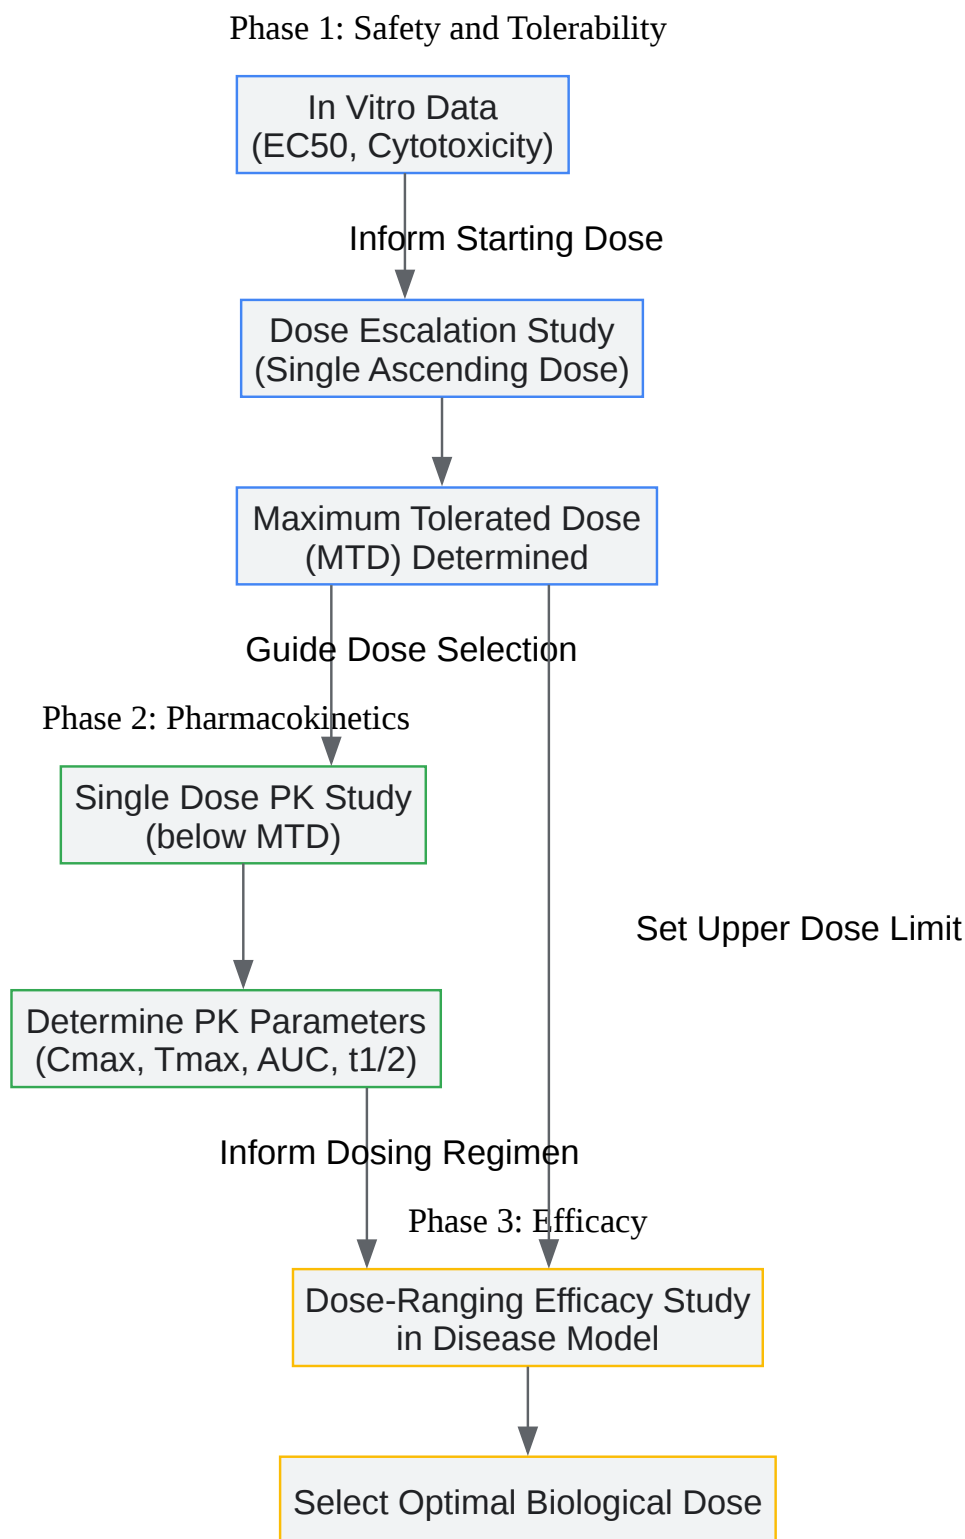 Phase 1: Safety and Tolerability
In Vitro Data
(EC50, Cytotoxicity)
Inform Starting Dose
Dose Escalation Study
(Single Ascending Dose)
Maximum Tolerated Dose
(MTD) Determined
Guide Dose Selection
Phase 2: Pharmacokinetics
Single Dose PK Study
(below MTD)
Set Upper Dose Limit
Determine PK Parameters
(Cmax, Tmax, AUC, t1/2)
Inform Dosing Regimen
Phase 3: Efficacy
Dose-Ranging Efficacy Study
in Disease Model
Select Optimal Biological Dose